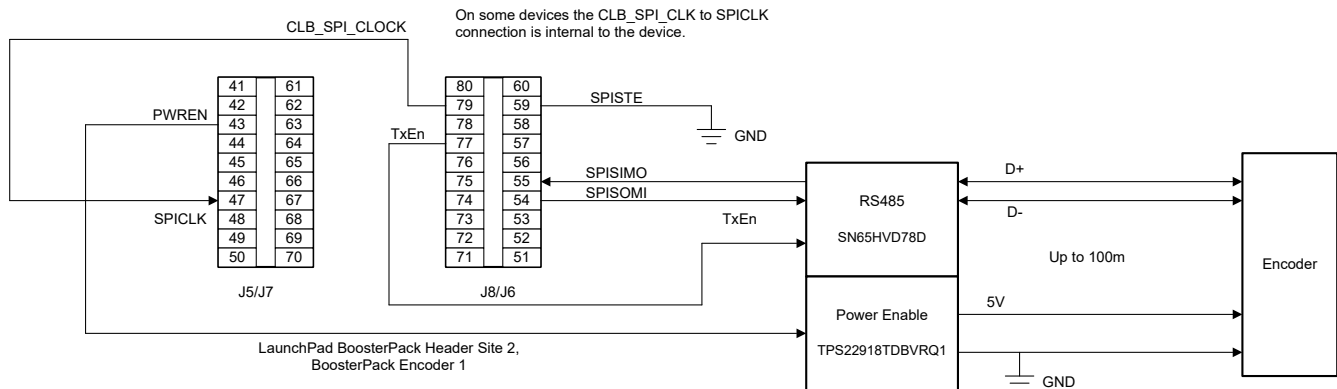 On some devices the CLB_SPI_CLK to SPICLK
connection is internal to the device.
CLB_SPI_CLOCK
41 61
42 62
43 63
44 64
45 65
46 66
47 67
48 68
49 69
50 70
J5/J7
PWREN
SPICLK
80 60
79 59
78 58
77 57
76 56
75 55
74 54
73 53
72 52
71 51
J8/J6
TxEn
SPISTE
GND
SPISIMO
SPISOMI
TxEn
RS485
SN65HVD78D
Power Enable
TPS22918TDBVRQ1
D+
D-
Up to 100m
5V
GND
Encoder
LaunchPad BoosterPack Header Site 2,
BoosterPack Encoder 1